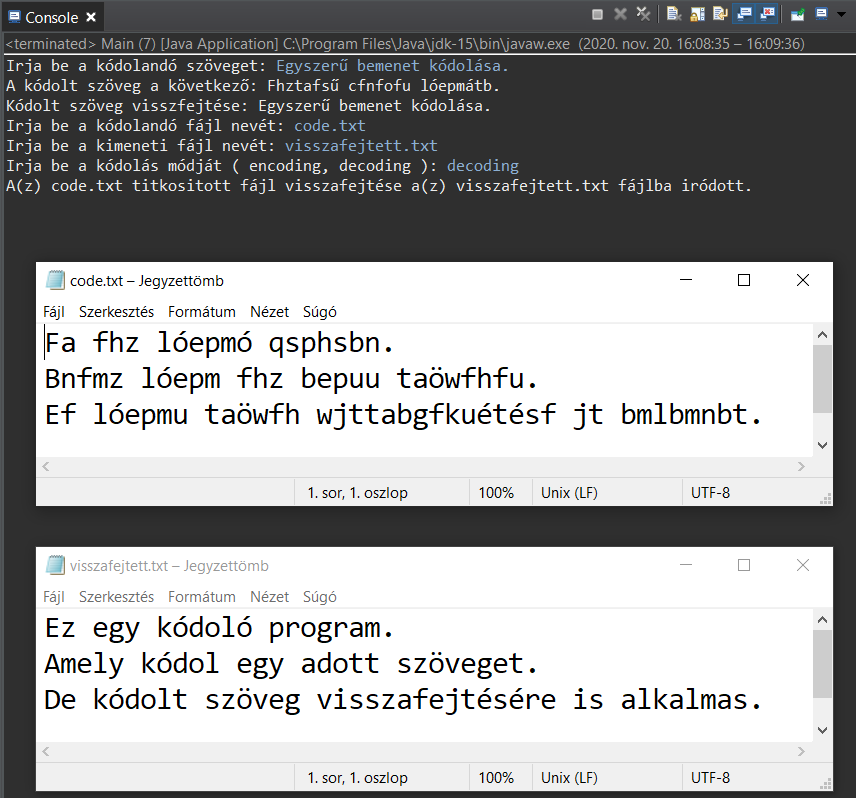 Console
<terminated> Main (7) [Java Application] C:\Program Files\Java\jdk-15\bin\javaw.exe (2020. nov. 20. 16:08:35 – 16:09:36)
Irja be a kódolandó szöveget: Egyszerű bemenet kódolása.
A kódolt szöveg a következő: Fhztafsű cfnfofu lóepmátb.
Kódolt szöveg visszfejtése: Egyszerű bemenet kódolása.
Irja be a kódolandó fájl nevét: code.txt
Irja be a kimeneti fájl nevét: visszafejtett.txt
Irja be a kódolás módját ( encoding, decoding ): decoding
A(z) code.txt titkositott fájl visszafejtése a(z) visszafejtett.txt fájlba iródott.
code.txt – Jegyzettömb
Fájl Szerkesztés Formátum Nézet Súgó
Fa fhz lóepmó qsphsbn.
Bnfmz lóepm fhz bepuu taöwfhfu.
Ef lóepmu taöwfh wjttabgfkuétésf jt bmlbmnbt.
1. sor, 1. oszlop 100% Unix (LF) UTF-8
visszafejtett.txt – Jegyzettömb
Fájl Szerkesztés Formátum Nézet Súgó
Ez egy kódoló program.
Amely kódol egy adott szöveget.
De kódolt szöveg visszafejtésére is alkalmas.
1. sor, 1. oszlop 100% Unix (LF) UTF-8